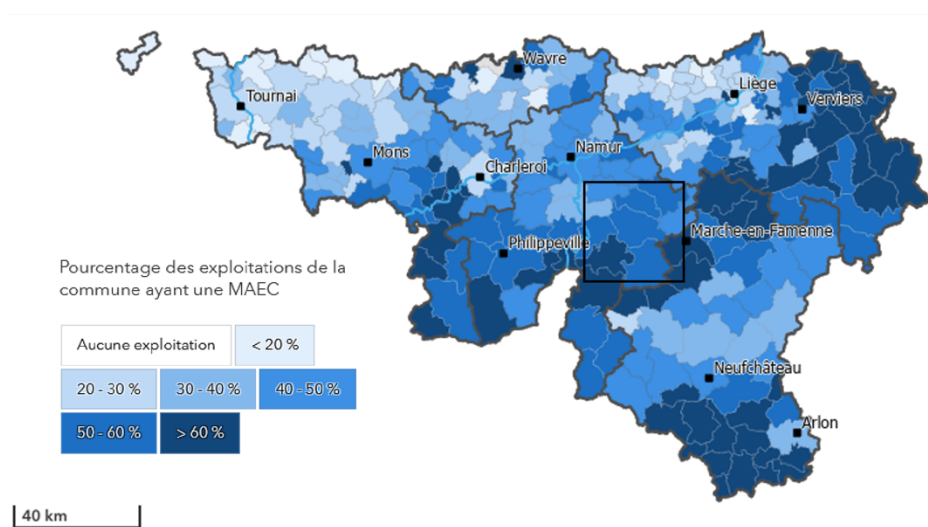 Wavre
Tournai
Liège
Verviers
Mons
Charleroi
Namur
Philippeville
Marche-en-Famenne
Pourcentage des exploitations de la
commune ayant une MAEC
Aucune exploitation
< 20 %
20 - 30 %
30 - 40 %
40 - 50 %
50 - 60 %
> 60 %
Neufchâteau
Arlon
40 km